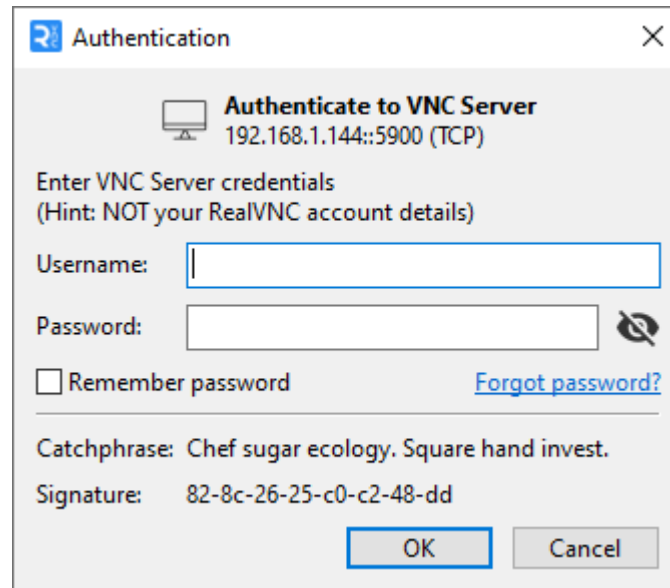 Authentication
Authenticate to VNC Server
192.168.1.144::5900 (TCP)
Enter VNC Server credentials
(Hint: NOT your RealVNC account details)
Username:
Password:
Remember password Forgot password?
Catchphrase: Chef sugar ecology. Square hand invest.
Signature: 82-8c-26-25-c0-c2-48-dd
OK Cancel